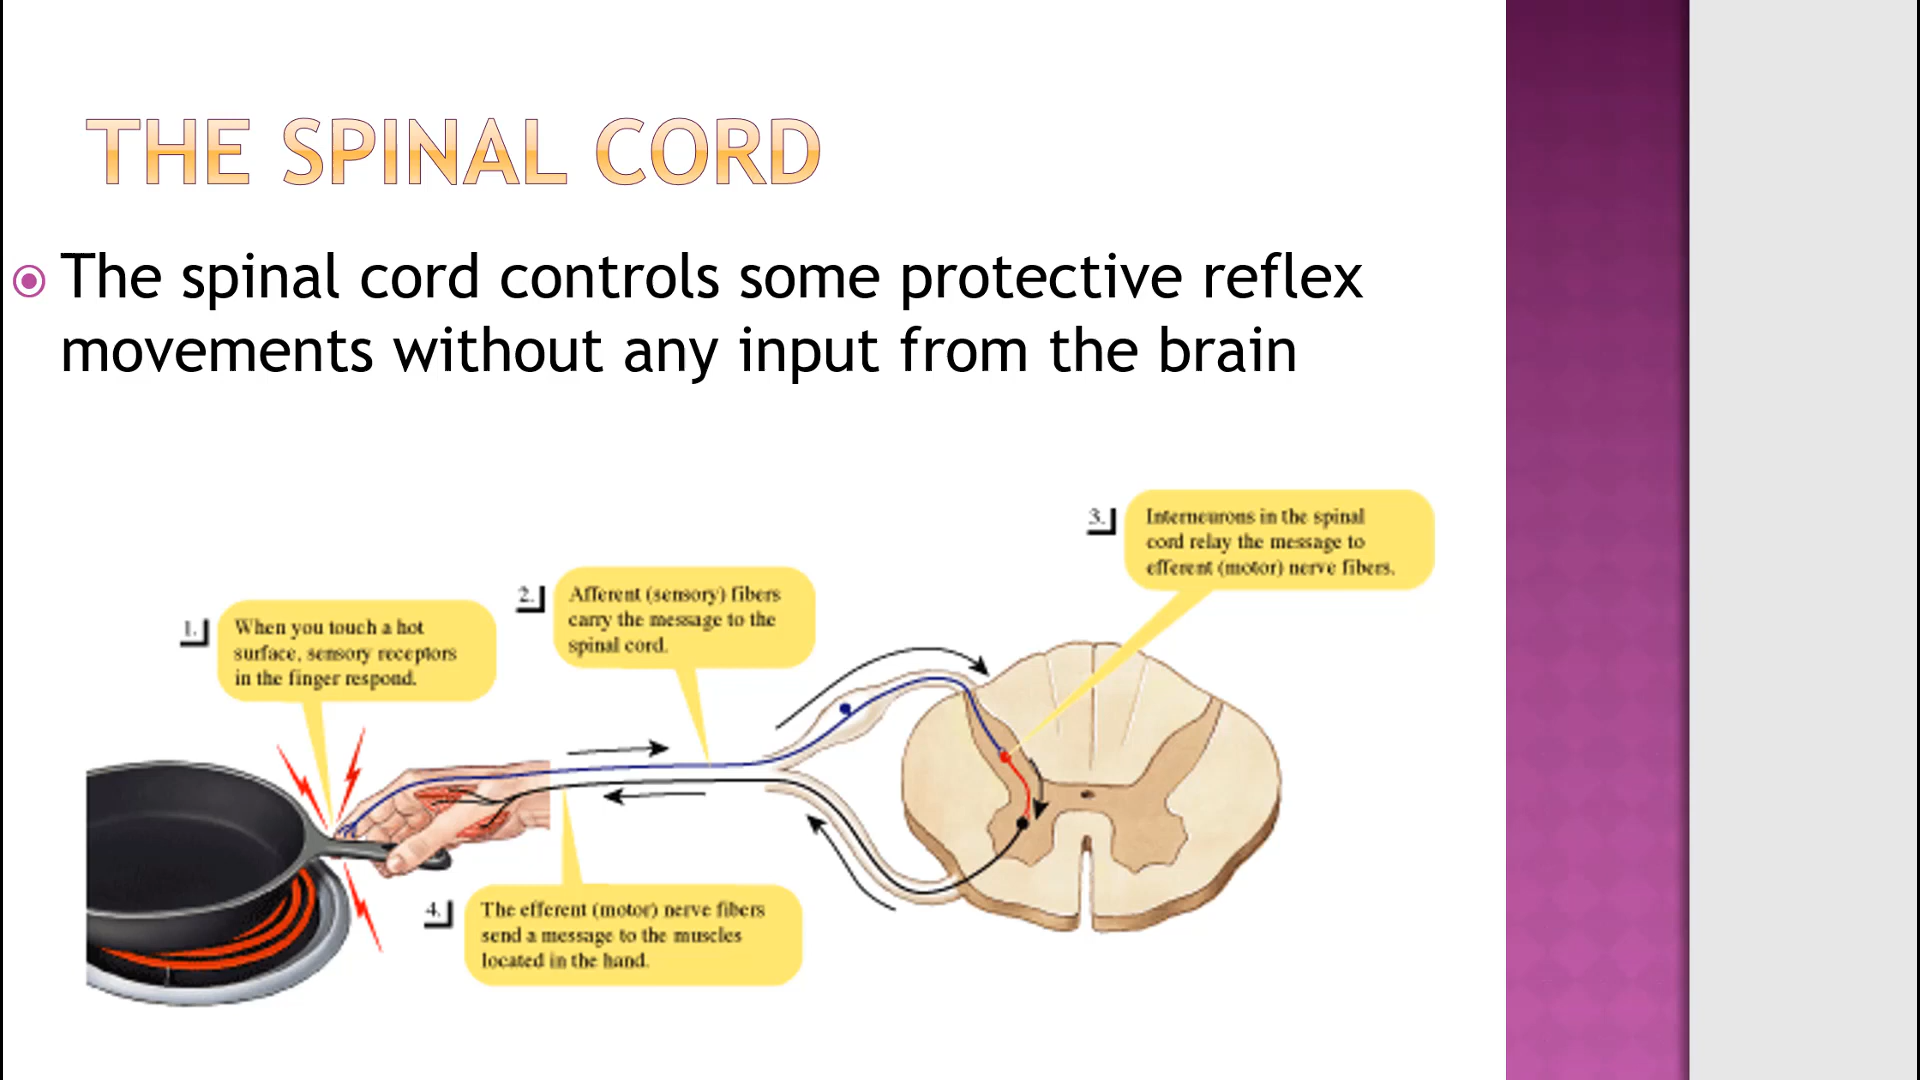 THE SPINAL CORD
The spinal cord controls some protective reflex
movements without any input from the brain
3.
Interneurons in the spinal
cord relay the message to
efferent (motor) nerve fibers.
2.
Afferent (sensory) fibers
carry the message to the
spinal cord.
1.
When you touch a hot
surface, sensory receptors
in the finger respond.
4.
The efferent (motor) nerve fibers
send a message to the muscles
located in the hand.